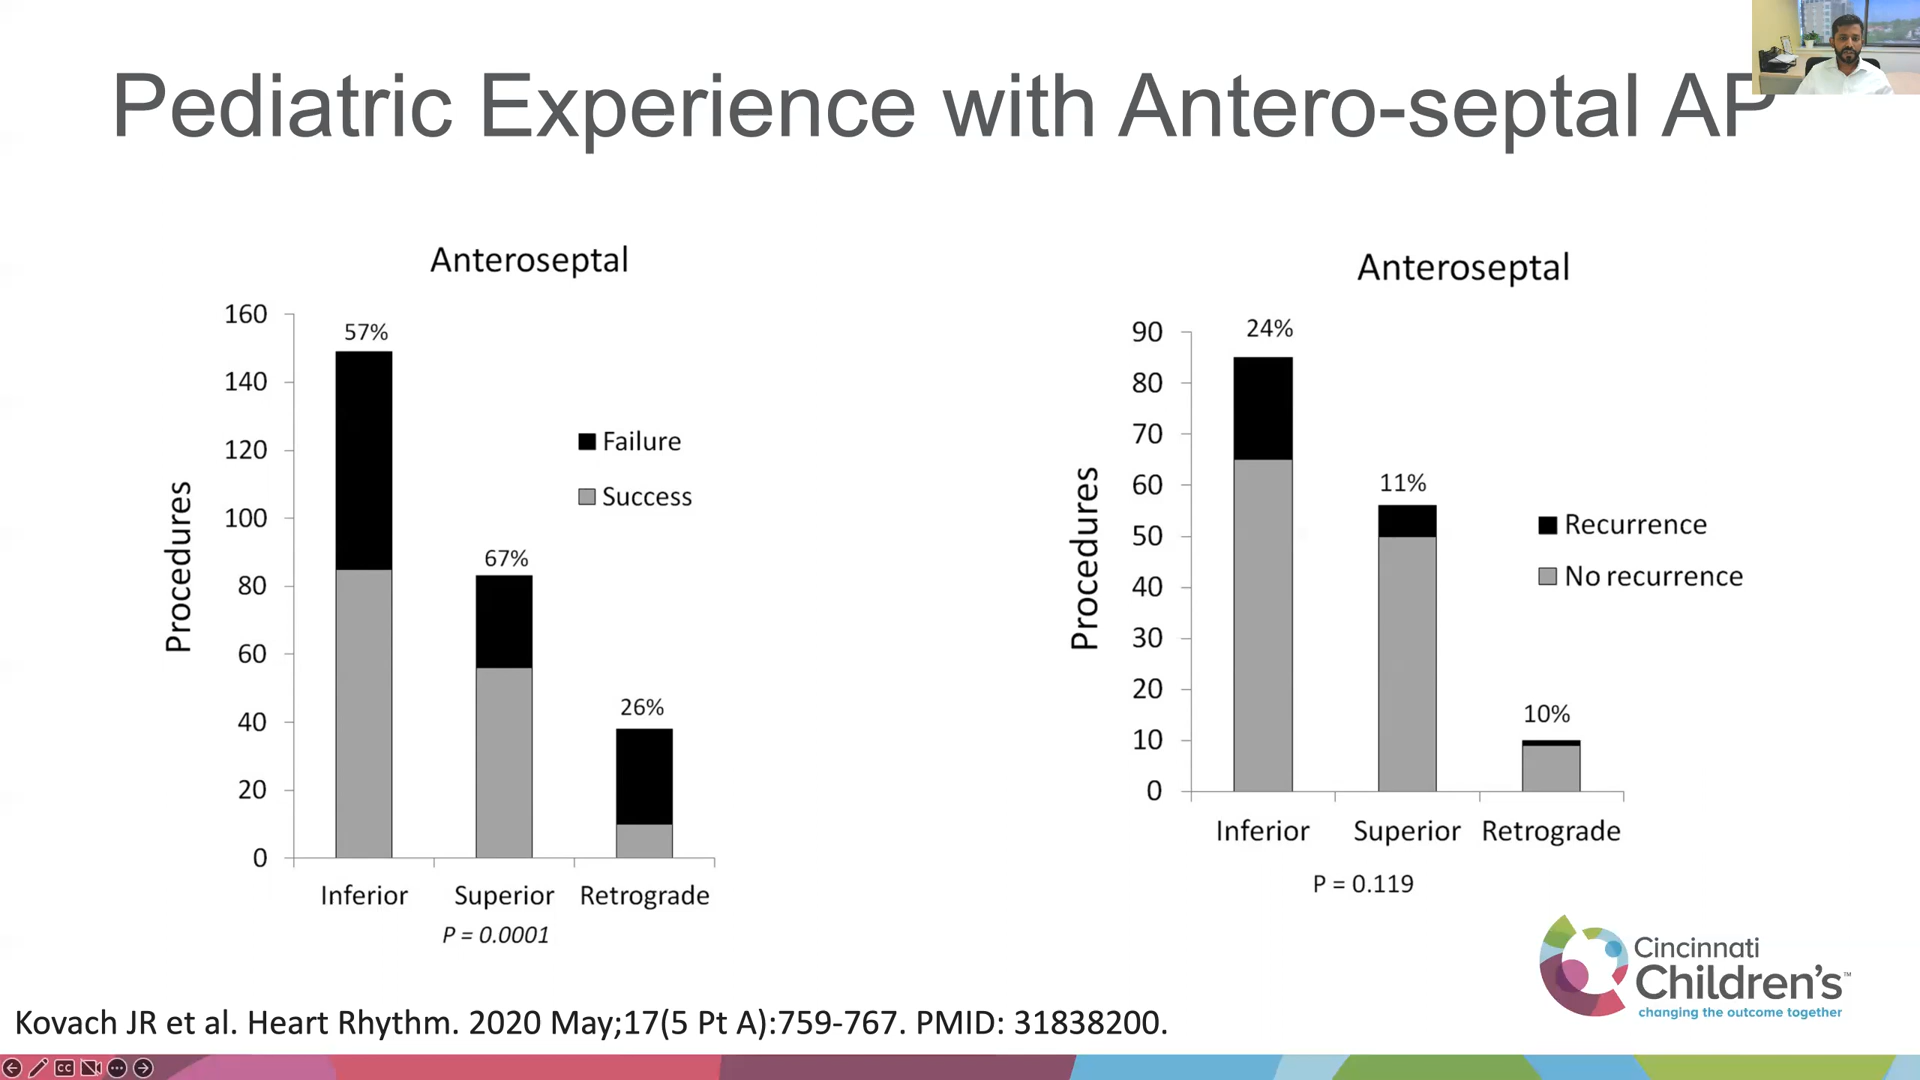 Pediatric Experience with Antero-septal AP
Anteroseptal
160
140
120
100
80
60
40
20
0
Procedures
57%
67%
26%
Failure
Success
Inferior Superior Retrograde
P = 0.0001
Anteroseptal
90
80
70
60
50
40
30
20
10
0
Procedures
24%
11%
10%
Recurrence
No recurrence
Inferior Superior Retrograde
P = 0.119
Cincinnati
Children's™
changing the outcome together
Kovach JR et al. Heart Rhythm. 2020 May;17(5 Pt A):759-767. PMID: 31838200.
CC